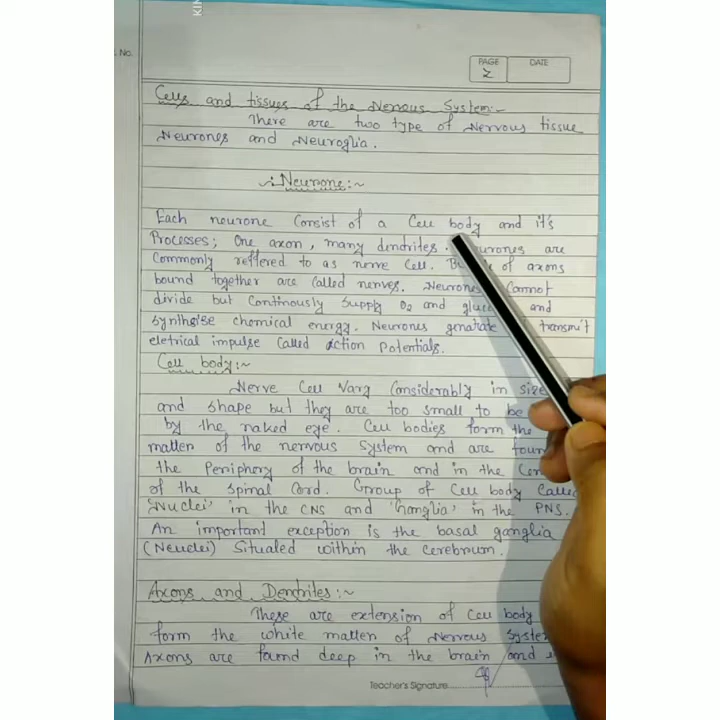 KIN
No.
PAGE DATE
2
Cells and tissues of the Nervous System:~
There are two type of Nervous tissue
Neurones and Neuroglia.
Neurone:~
Each neurone Consist of a Cell body and it's
Processes; One axon, many dendrites. are
commonly reffered to as nerve Cell. of axons
bound together are called nerves. Cannot
divide but Continously Supply O2 and and
synthsise chemical energy. Neurones gnatate transmit
eletrical impulse Called Action Potentials.
Cell body:~
Nerve Cell Vary Considerably in size
and shape but they are too small to be
by the naked eye. Cell bodies form the
matten of the nervous System and are
the Periphery of the brain and in the
of the Spinal Cord. Group of Cell body Called
'Nuclei' in the CNS and 'Ganglia' in the PNS.
An important exception is the basal ganglia
(Neuclei) Situated within the cerebrum.
Axons and Dendrites:~
These are extension of Cell body
form the white matten of Nervous
Axons are found deep in the brain and
Teacher's Signature